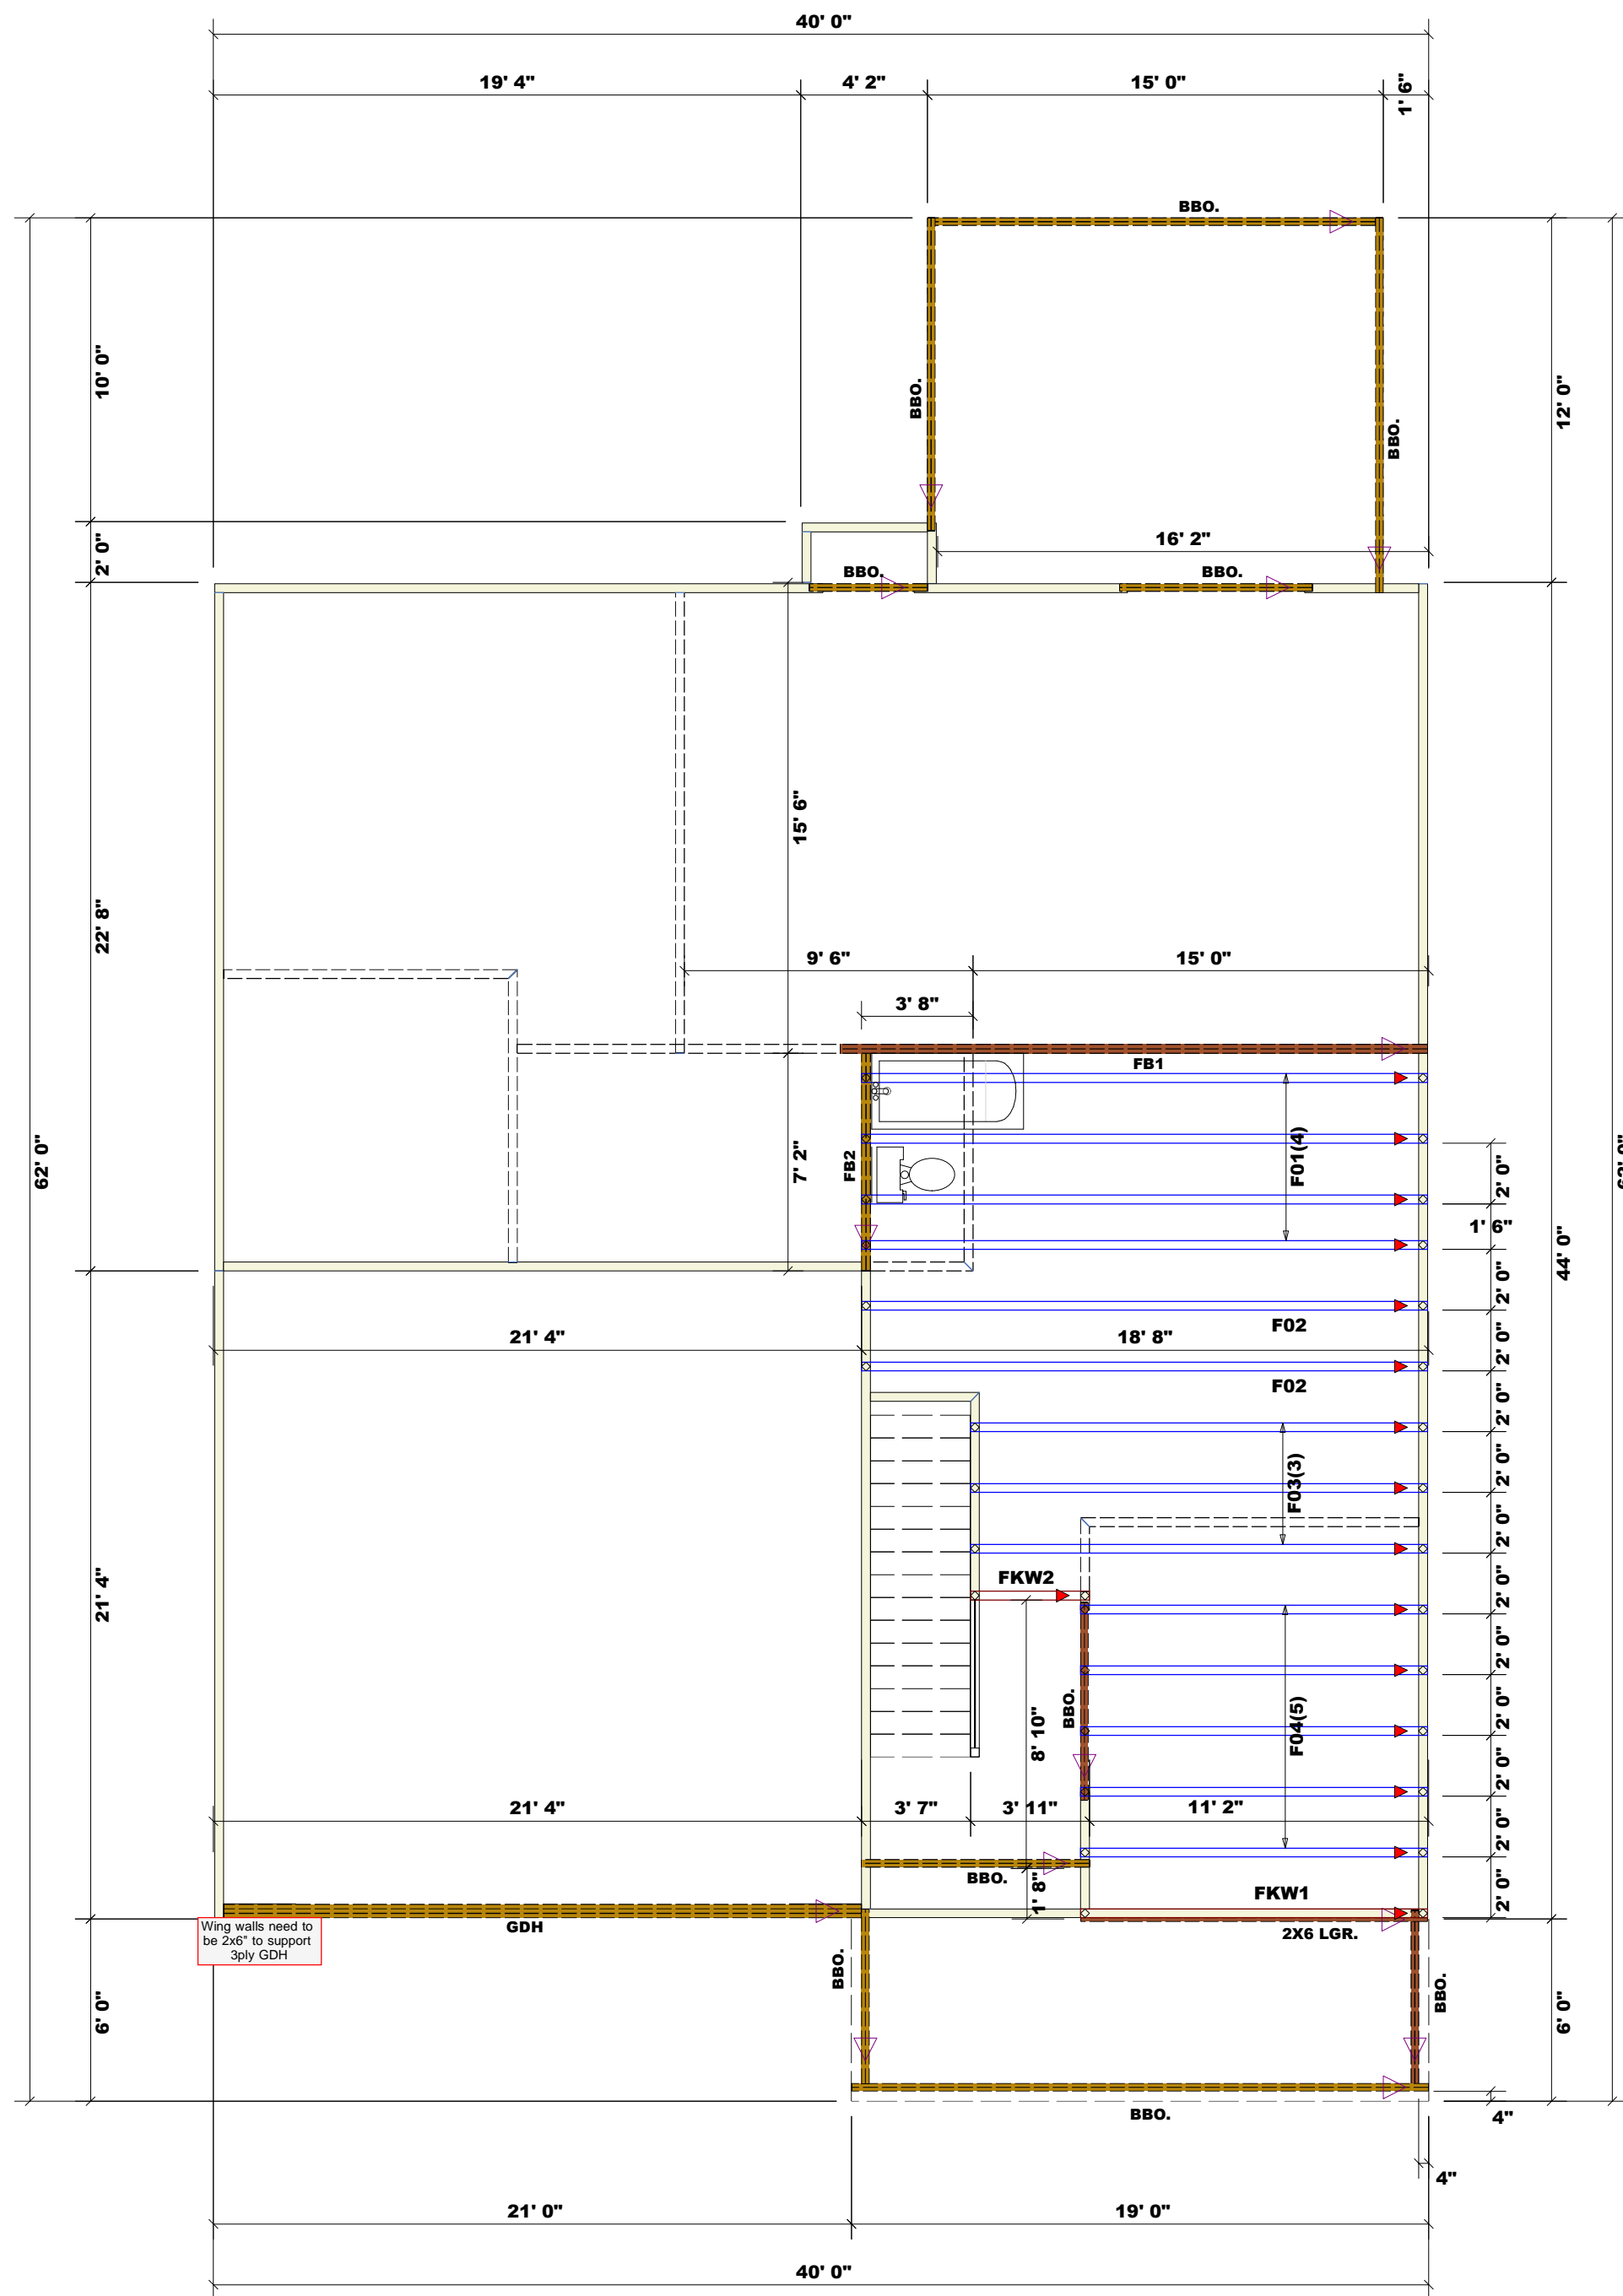 40' 0"
19' 4"
4' 2"
15' 0"
1' 6"
BBO.
10' 0"
12' 0"
BBO.
BBO.
2' 0"
16' 2"
BBO.
BBO.
15' 6"
22' 8"
9' 6"
15' 0"
3' 8"
FB1
62' 0"
7' 2"
FB2
F01(4)
2' 0"
1' 6"
44' 0"
2' 0"
F02
21' 4"
18' 8"
2' 0"
F02
2' 0"
F03(3)
2' 0"
2' 0"
FKW2
21' 4"
2' 0"
2' 0"
BBO.
8' 10"
F04(5)
2' 0"
2' 0"
21' 4"
3' 7"
3' 11"
11' 2"
2' 0"
BBO.
1' 8"
FKW1
2' 0"
GDH
2X6 LGR.
Wing walls need to
be 2x6" to support
3ply GDH
BBO.
BBO.
6' 0"
6' 0"
BBO.
4"
4"
21' 0"
19' 0"
40' 0"